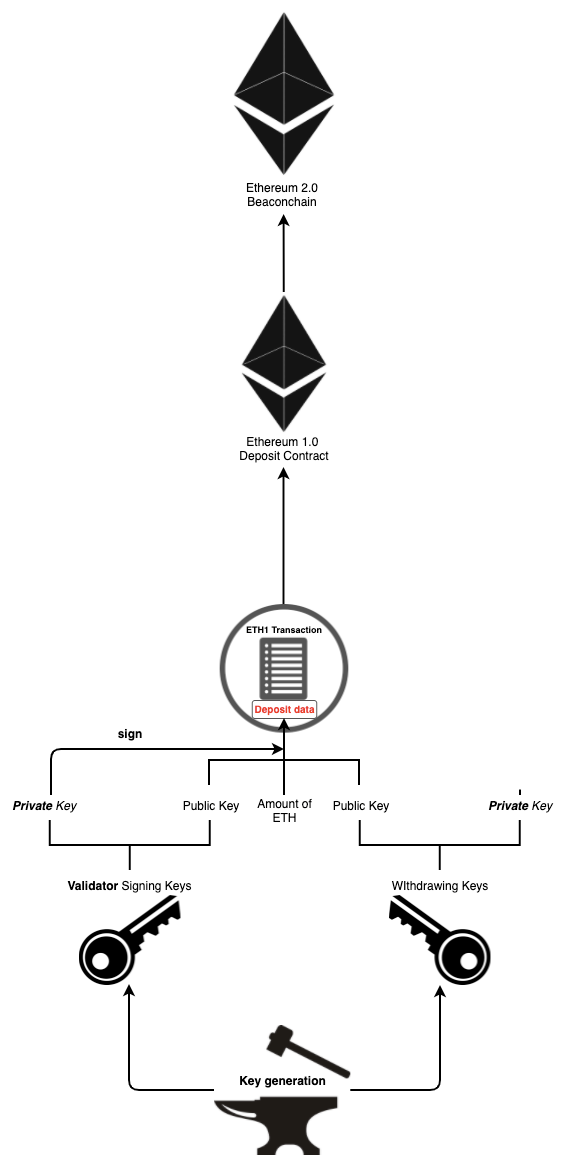 Ethereum 2.0
Beaconchain
Ethereum 1.0
Deposit Contract
ETH1 Transaction
Deposit data
sign
Private Key
Public Key
Amount of
ETH
Public Key
Private Key
Validator Signing Keys
WIthdrawing Keys
Key generation